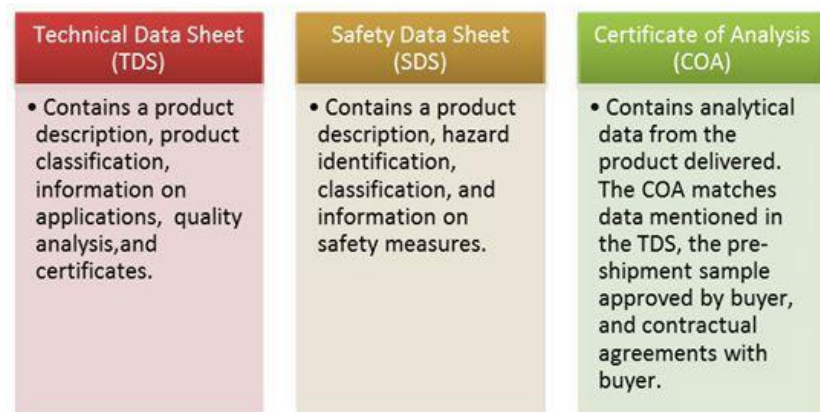 Technical Data Sheet
(TDS)
• Contains a product
description, product
classification,
information on
applications, quality
analysis,and
certificates.
Safety Data Sheet
(SDS)
• Contains a product
description, hazard
identification,
classification, and
information on
safety measures.
Certificate of Analysis
(COA)
• Contains analytical
data from the
product delivered.
The COA matches
data mentioned in
the TDS, the pre-
shipment sample
approved by buyer,
and contractual
agreements with
buyer.